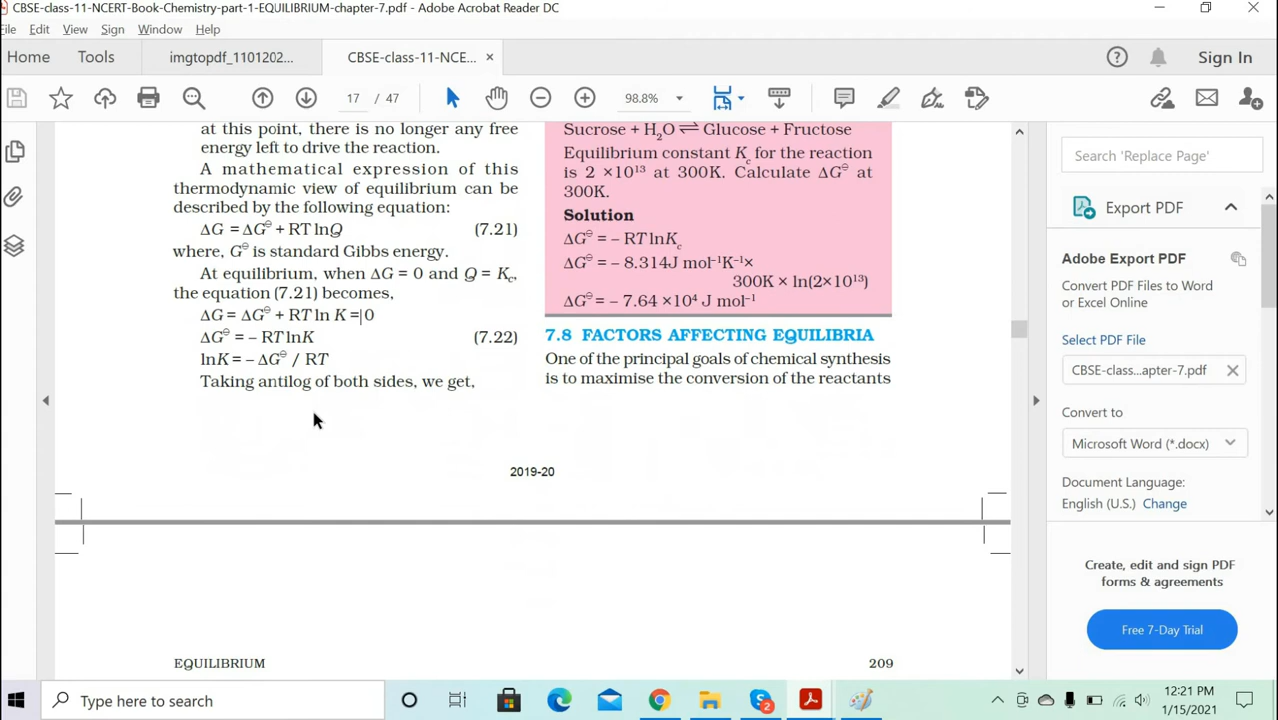 CBSE-class-11-NCERT-Book-Chemistry-part-1-EQUILIBRIUM-chapter-7.pdf - Adobe Acrobat Reader DC
File Edit View Sign Window Help
Home Tools imgtopdf_1101202... CBSE-class-11-NCE... ×
Sign In
17 / 47
98.8%
at this point, there is no longer any free
energy left to drive the reaction.
A mathematical expression of this
thermodynamic view of equilibrium can be
described by the following equation:
ΔG = ΔG⊖ + RT lnQ (7.21)
where, G⊖ is standard Gibbs energy.
At equilibrium, when ΔG = 0 and Q = Kc,
the equation (7.21) becomes,
ΔG = ΔG⊖ + RT ln K = 0
ΔG⊖ = – RT lnK (7.22)
lnK = – ΔG⊖ / RT
Taking antilog of both sides, we get,
Sucrose + H₂O ⇌ Glucose + Fructose
Equilibrium constant Kc for the reaction
is 2 ×10¹³ at 300K. Calculate ΔG⊖ at
300K.
Solution
ΔG⊖ = – RT lnKc
ΔG⊖ = – 8.314J mol⁻¹K⁻¹×
300K × ln(2×10¹³)
ΔG⊖ = – 7.64 ×10⁴ J mol⁻¹
7.8 FACTORS AFFECTING EQUILIBRIA
One of the principal goals of chemical synthesis
is to maximise the conversion of the reactants
2019-20
EQUILIBRIUM 209
Search 'Replace Page'
Export PDF
Adobe Export PDF
Convert PDF Files to Word
or Excel Online
Select PDF File
CBSE-class...apter-7.pdf ×
Convert to
Microsoft Word (*.docx)
Document Language:
English (U.S.) Change
Create, edit and sign PDF
forms & agreements
Free 7-Day Trial
Type here to search
2
12:21 PM
1/15/2021